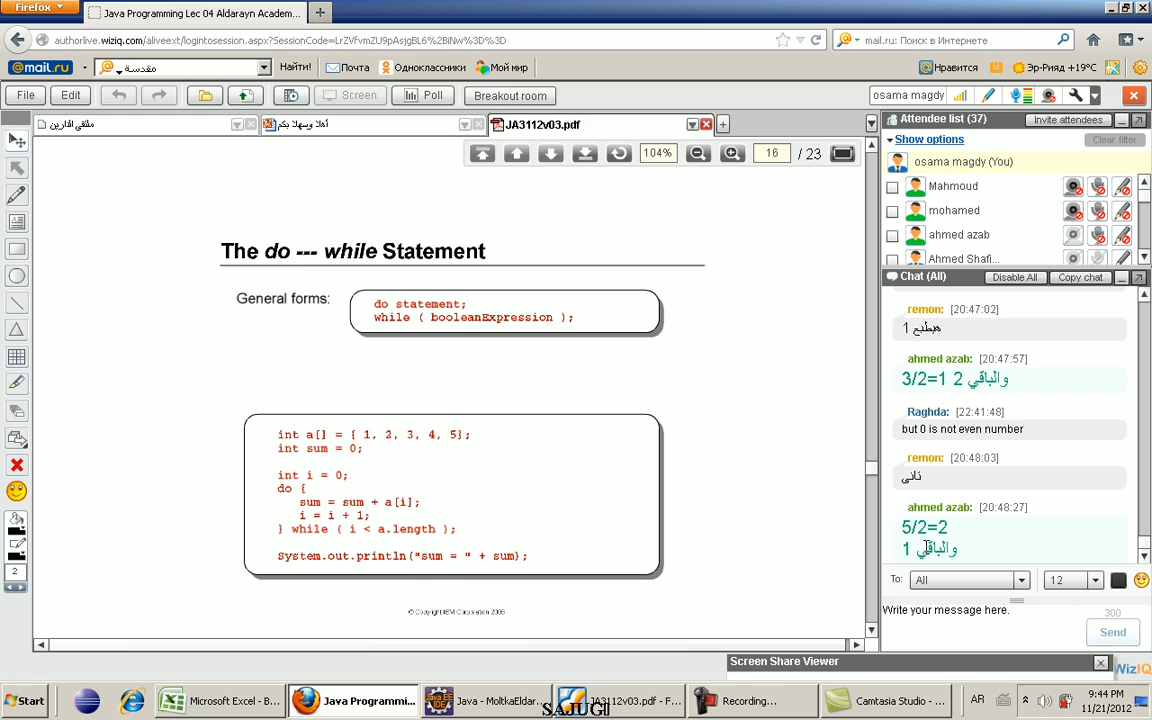 Firefox
Java Programming Lec 04 Aldarayn Academ...
authorlive.wiziq.com/aliveext/logintosession.aspx?SessionCode=LrZVfvmZU9pAsjgBL6%2BiNw%3D%3D
mail.ru: Поиск в Интернете
@mail.ru
مقدسة
Найти!
Почта
Одноклассники
Мой мир
Нравится
Эр-Рияд +19°C
File
Edit
Screen
Poll
Breakout room
osama magdy
ملتقى الدارين
أهلا وسهلا بكم
JA3112v03.pdf
104%
16
/ 23
The do --- while Statement
General forms:
do statement;
while ( booleanExpression );
int a[] = { 1, 2, 3, 4, 5};
int sum = 0;
int i = 0;
do {
sum = sum + a[i];
i = i + 1;
} while ( i < a.length );
System.out.println("sum = " + sum};
© Copyright IBM Corporation 2006
Attendee list (37)
Invite attendees
Show options
Clear filter
osama magdy (You)
Mahmoud
mohamed
ahmed azab
Ahmed Shafi...
Chat (All)
Disable All
Copy chat
remon: [20:47:02]
هيطبع 1
ahmed azab: [20:47:57]
3/2=1 والباقي 2
Raghda: [22:41:48]
but 0 is not even number
remon: [20:48:03]
تانى
ahmed azab: [20:48:27]
5/2=2
والباقي 1
To:
All
12
Write your message here.
300
Send
2
Screen Share Viewer
WizIQ
Start
Microsoft Excel - B...
Java Programmi...
Java - MoltkaEldar...
JA3112v03.pdf - F...
Recording...
Camtasia Studio - ...
AR
9:44 PM
11/21/2012